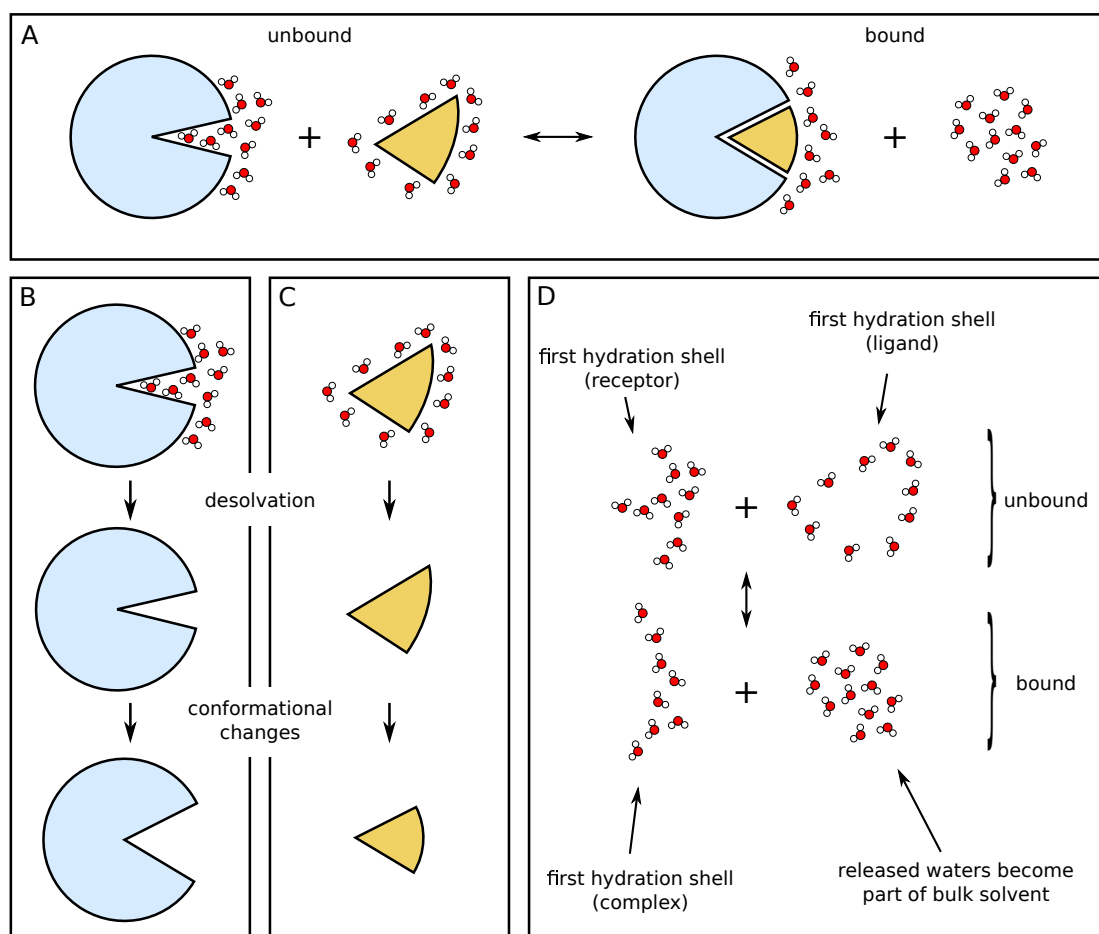 A
unbound
bound
+
+
B
C
D
desolvation
conformational
changes
first hydration shell
(receptor)
first hydration shell
(ligand)
+
unbound
+
bound
first hydration shell
(complex)
released waters become
part of bulk solvent